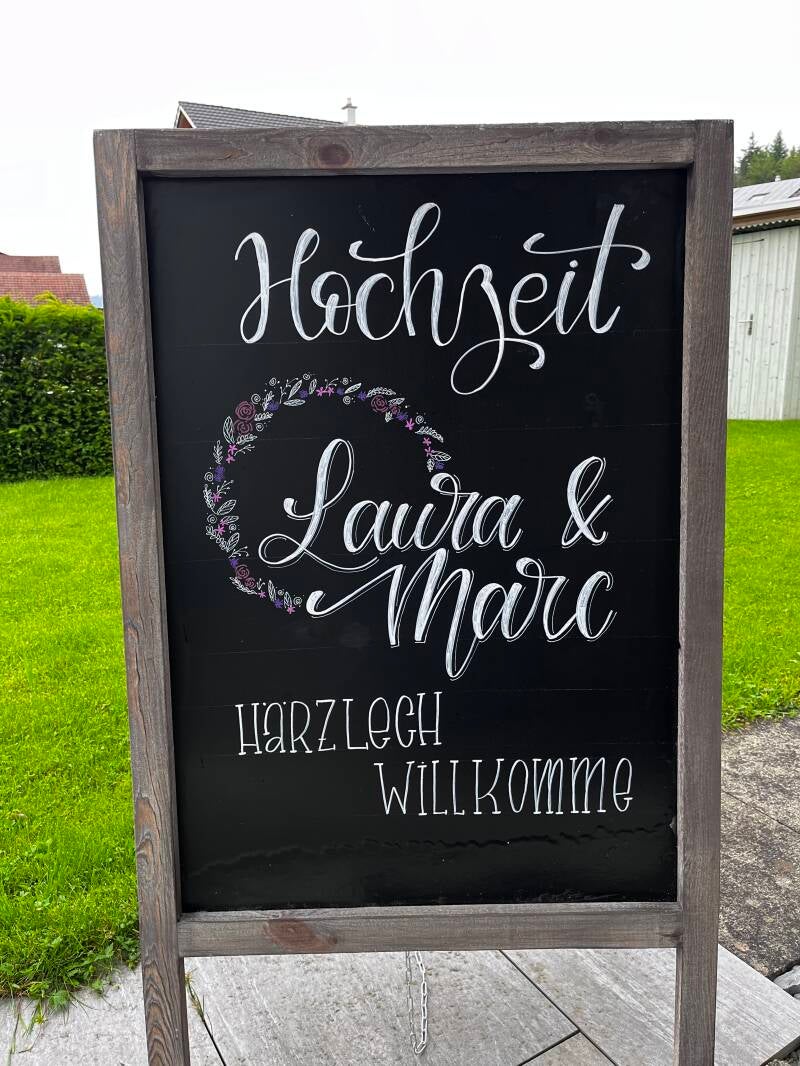 Hochzeit
Laura &
Marc
HÄRZLECH
WILLKOMME